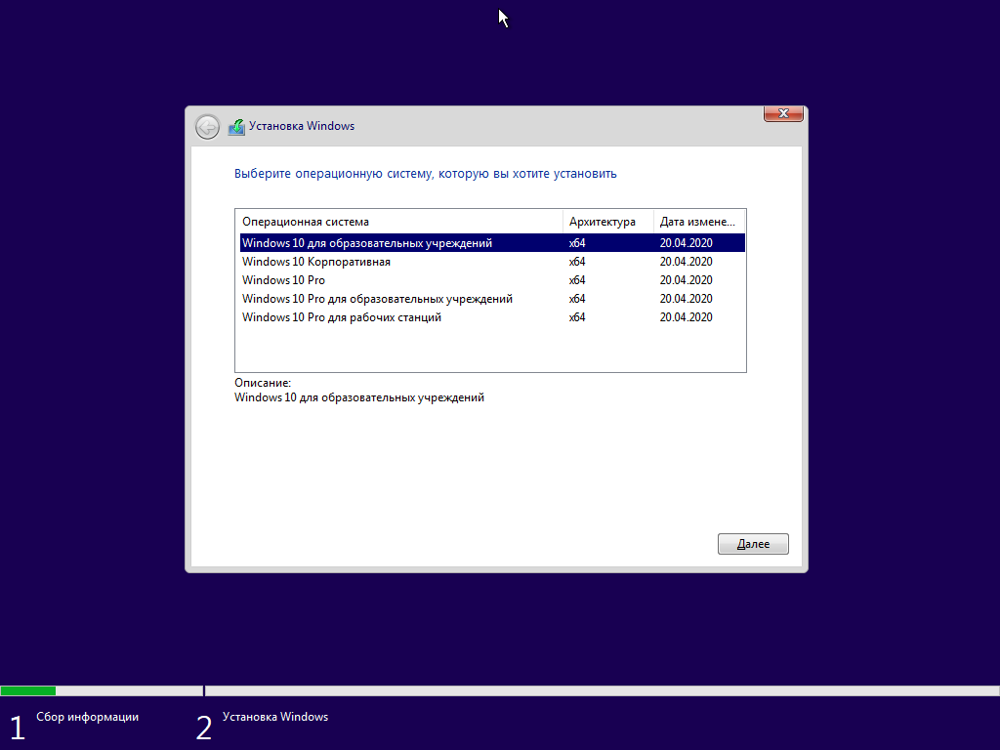 Установка Windows
Выберите операционную систему, которую вы хотите установить
Операционная система Архитектура Дата измене...
Windows 10 для образовательных учреждений x64 20.04.2020
Windows 10 Корпоративная x64 20.04.2020
Windows 10 Pro x64 20.04.2020
Windows 10 Pro для образовательных учреждений x64 20.04.2020
Windows 10 Pro для рабочих станций x64 20.04.2020
Описание:
Windows 10 для образовательных учреждений
Далее
1 Сбор информации 2 Установка Windows